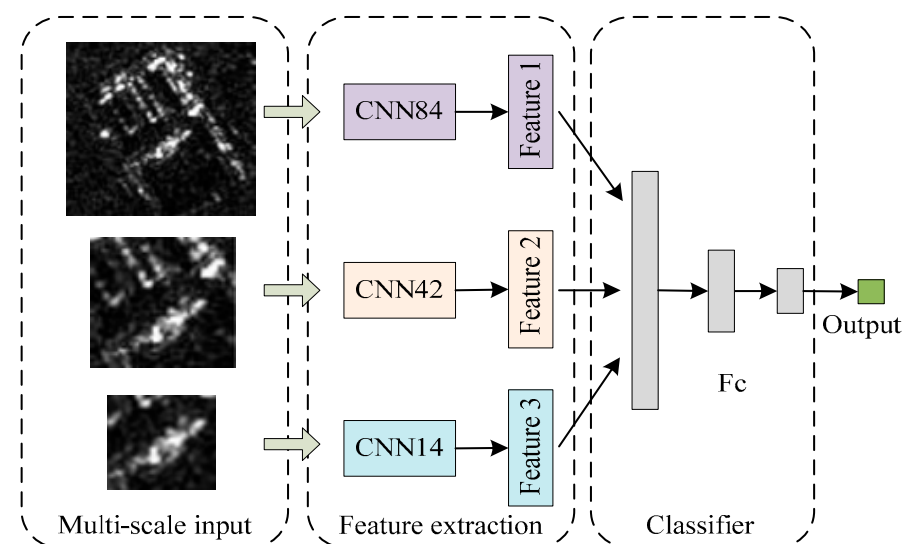 CNN84
Feature 1
CNN42
Feature 2
CNN14
Feature 3
Fc
Output
Multi-scale input
Feature extraction
Classifier